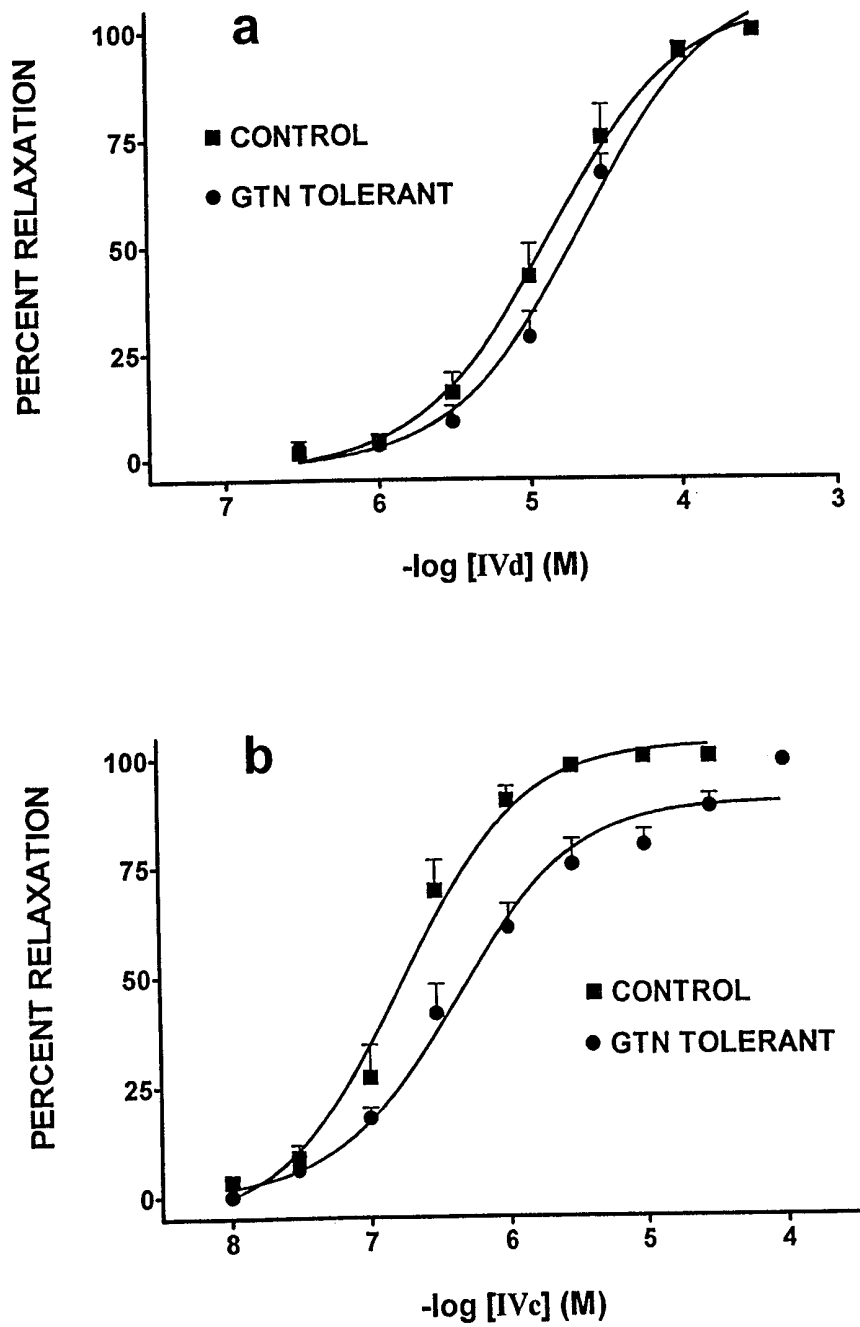 a
100
75
50
25
0
PERCENT RELAXATION
CONTROL
GTN TOLERANT
7 6 5 4 3
-log [IVd] (M)
b
100
75
50
25
0
PERCENT RELAXATION
CONTROL
GTN TOLERANT
8 7 6 5 4
-log [IVc] (M)